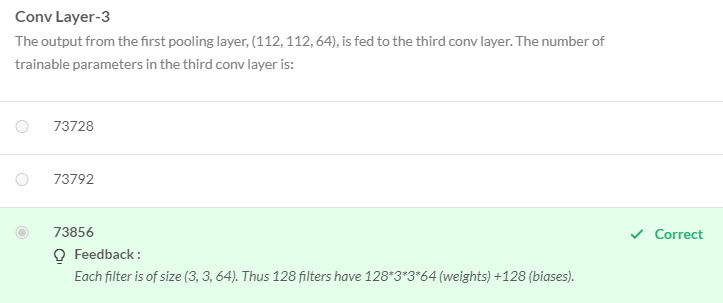 Conv Layer-3
The output from the first pooling layer, (112, 112, 64), is fed to the third conv layer. The number of
trainable parameters in the third conv layer is:
73728
73792
73856
Correct
Feedback :
Each filter is of size (3, 3, 64). Thus 128 filters have 128*3*3*64 (weights) +128 (biases).